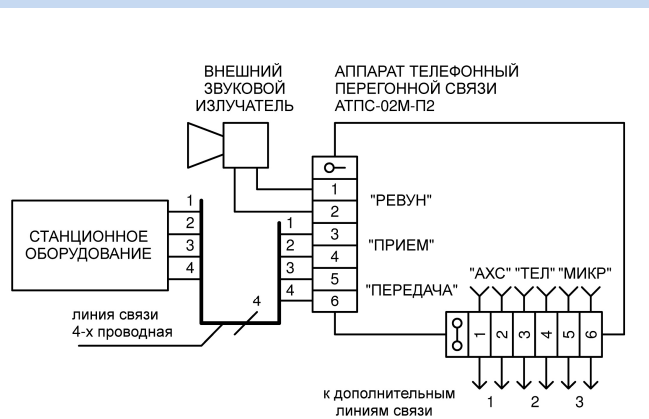 ВНЕШНИЙ
ЗВУКОВОЙ
ИЗЛУЧАТЕЛЬ
АППАРАТ ТЕЛЕФОННЫЙ
ПЕРЕГОННОЙ СВЯЗИ
АТПС-02М-П2
СТАНЦИОННОЕ
ОБОРУДОВАНИЕ
1
2
3
4
1
2
3
4
1
2
3
4
5
6
"РЕВУН"
"ПРИЕМ"
"ПЕРЕДАЧА"
4
линия связи
4-х проводная
"АХС" "ТЕЛ" "МИКР"
1 2 3 4 5 6
1 2 3
к дополнительным
линиям связи